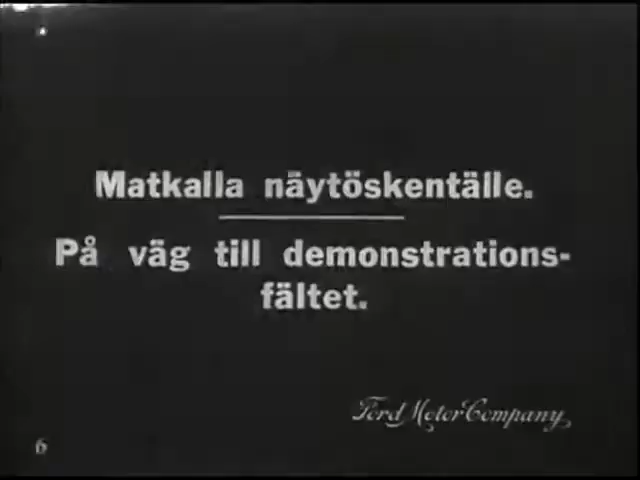 Matkalla näytöskentälle.
På väg till demonstrations-
fältet.
Ford Motor Company
6